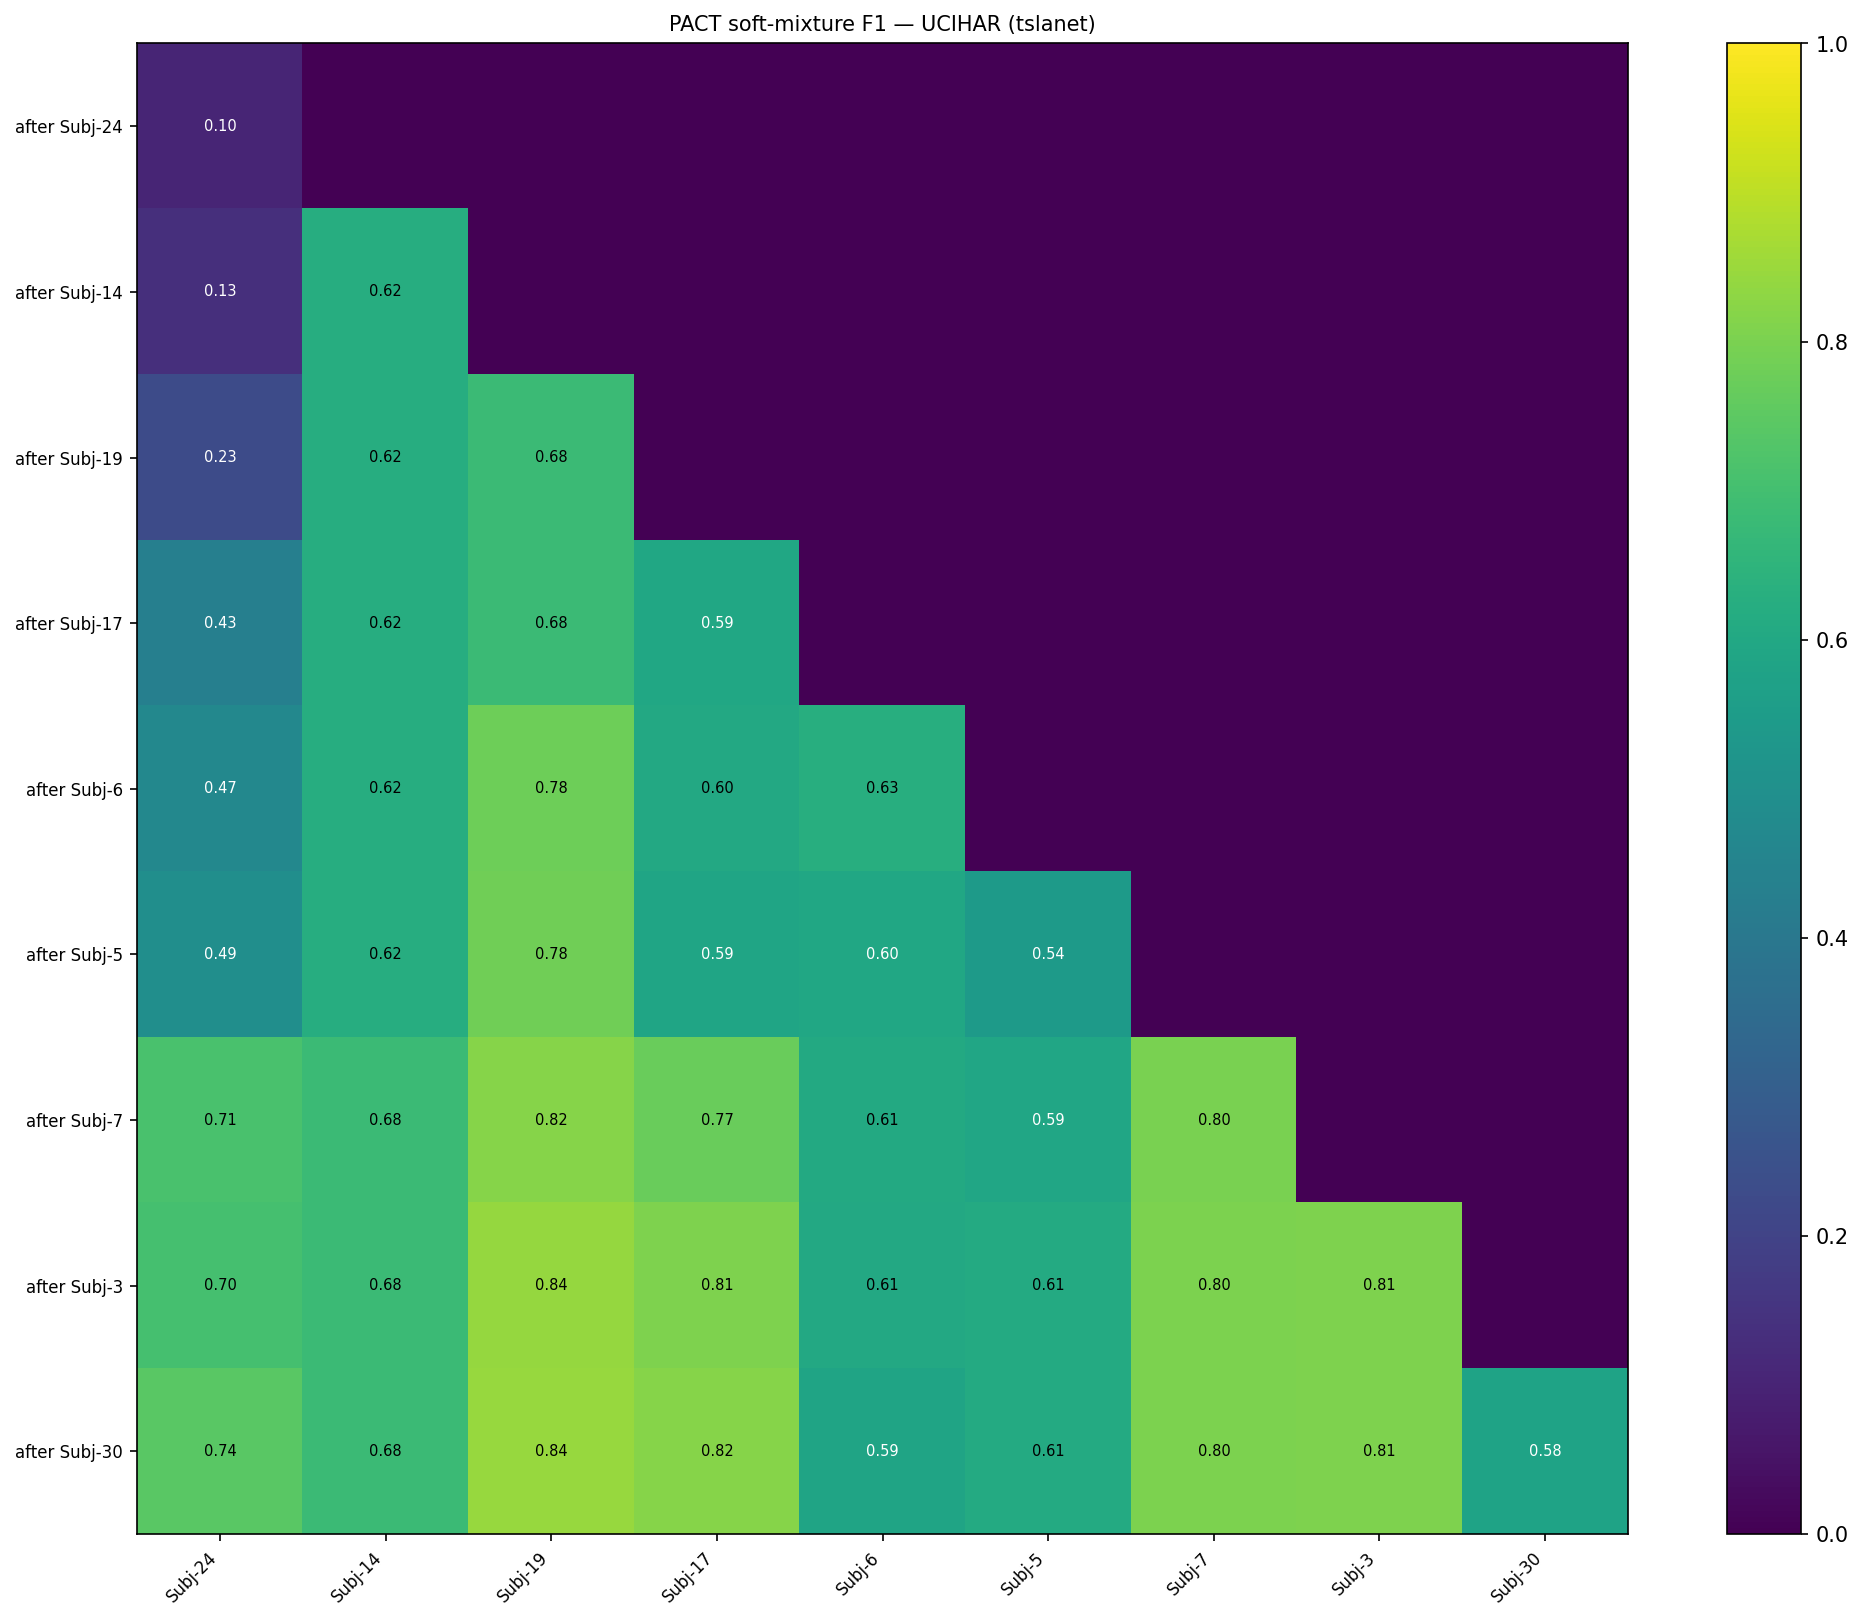 PACT soft-mixture F1 — UCIHAR (tslanet)
after Subj-24
0.10
after Subj-14
0.13 0.62
after Subj-19
0.23 0.62 0.68
after Subj-17
0.43 0.62 0.68 0.59
after Subj-6
0.47 0.62 0.78 0.60 0.63
after Subj-5
0.49 0.62 0.78 0.59 0.60 0.54
after Subj-7
0.71 0.68 0.82 0.77 0.61 0.59 0.80
after Subj-3
0.70 0.68 0.84 0.81 0.61 0.61 0.80 0.81
after Subj-30
0.74 0.68 0.84 0.82 0.59 0.61 0.80 0.81 0.58
Subj-24 Subj-14 Subj-19 Subj-17 Subj-6 Subj-5 Subj-7 Subj-3 Subj-30
1.0
0.8
0.6
0.4
0.2
0.0